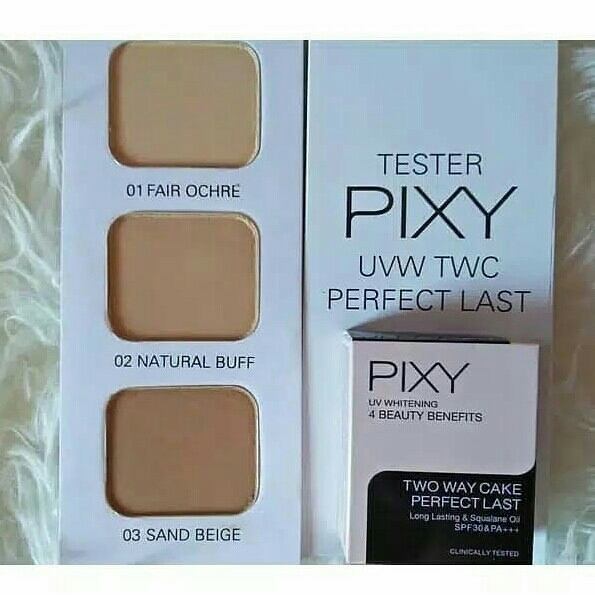 01 FAIR OCHRE
02 NATURAL BUFF
03 SAND BEIGE
TESTER
PIXY
UVW TWC
PERFECT LAST
PIXY
UV WHITENING
4 BEAUTY BENEFITS
TWO WAY CAKE
PERFECT LAST
Long Lasting & Squalane Oil
SPF30&PA+++
CLINICALLY TESTED